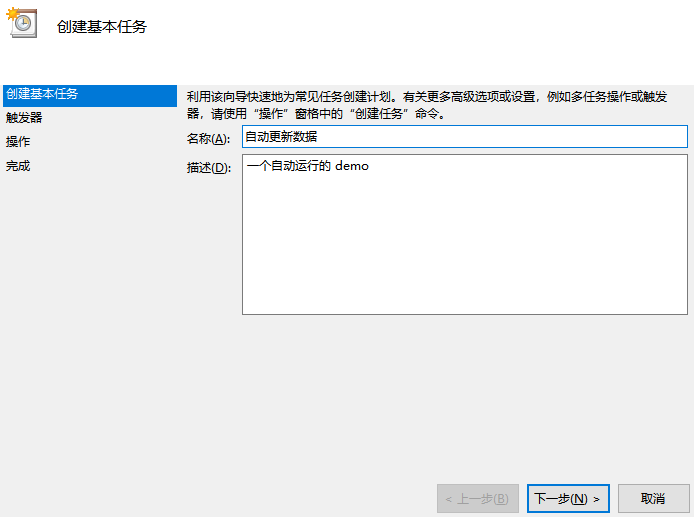 创建基本任务
创建基本任务
触发器
操作
完成
利用该向导快速地为常见任务创建计划。有关更多高级选项或设置，例如多任务操作或触发
器，请使用“操作”窗格中的“创建任务”命令。
名称(A): 自动更新数据
描述(D): 一个自动运行的 demo
< 上一步(B) 下一步(N) > 取消